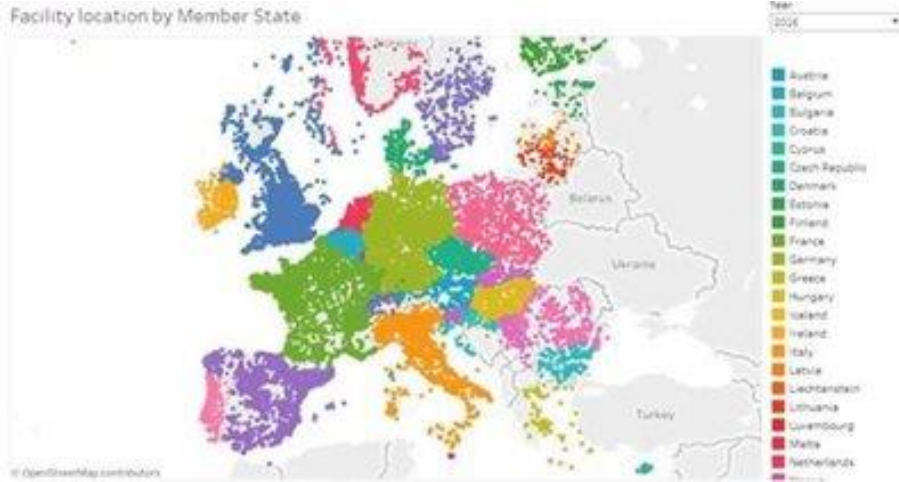 Facility location by Member State
Year
2016
Austria
Belgium
Bulgaria
Croatia
Cyprus
Czech Republic
Denmark
Estonia
Finland
France
Germany
Greece
Hungary
Iceland
Ireland
Italy
Latvia
Liechtenstein
Lithuania
Luxembourg
Malta
Netherlands
Belarus
Ukraine
Turkey
© OpenStreetMap contributors